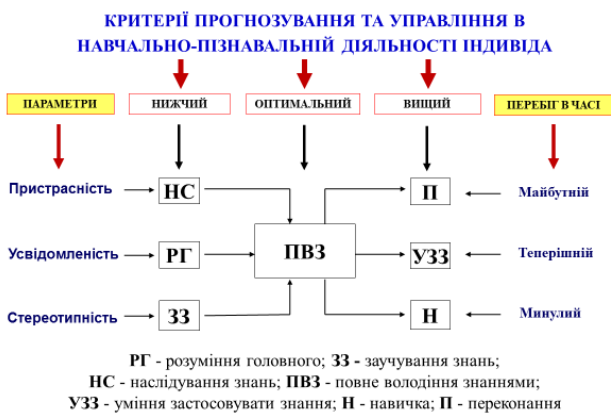 КРИТЕРІЇ ПРОГНОЗУВАННЯ ТА УПРАВЛІННЯ В
НАВЧАЛЬНО-ПІЗНАВАЛЬНІЙ ДІЯЛЬНОСТІ ІНДИВІДА
ПАРАМЕТРИ
НИЖЧИЙ
ОПТИМАЛЬНИЙ
ВИЩИЙ
ПЕРЕБІГ В ЧАСІ
Пристрасність
НС
П
Майбутній
Усвідомленість
РГ
ПВЗ
УЗЗ
Теперішній
Стереотипність
ЗЗ
Н
Минулий
РГ - розуміння головного; ЗЗ - заучування знань;
НС - наслідування знань; ПВЗ - повне володіння знаннями;
УЗЗ - уміння застосовувати знання; Н - навичка; П - переконання